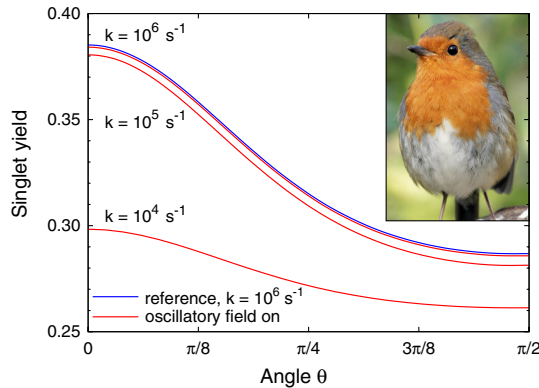 0.40
k = 10⁶ s⁻¹
0.35
k = 10⁵ s⁻¹
Singlet yield
0.30
k = 10⁴ s⁻¹
reference, k = 10⁶ s⁻¹
oscillatory field on
0.25
0 π/8 π/4 3π/8 π/2
Angle θ